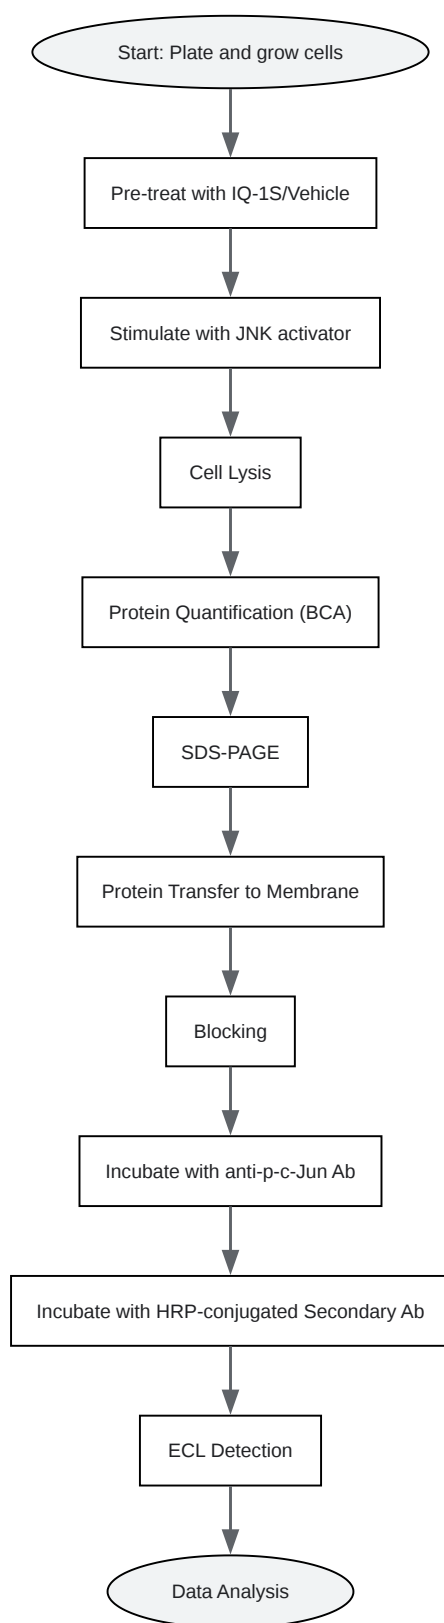 Start: Plate and grow cells
Pre-treat with IQ-1S/Vehicle
Stimulate with JNK activator
Cell Lysis
Protein Quantification (BCA)
SDS-PAGE
Protein Transfer to Membrane
Blocking
Incubate with anti-p-c-Jun Ab
Incubate with HRP-conjugated Secondary Ab
ECL Detection
Data Analysis